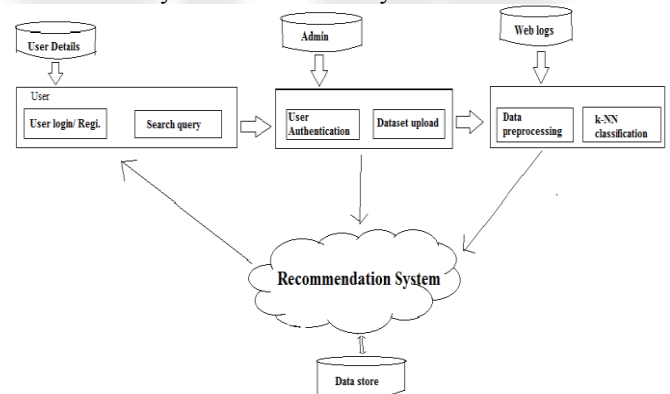 User Details
Admin
Web logs
User
User login/ Regi.
Search query
User
Authentication
Dataset upload
Data
preprocessing
k-NN
classification
Recommendation System
Data store